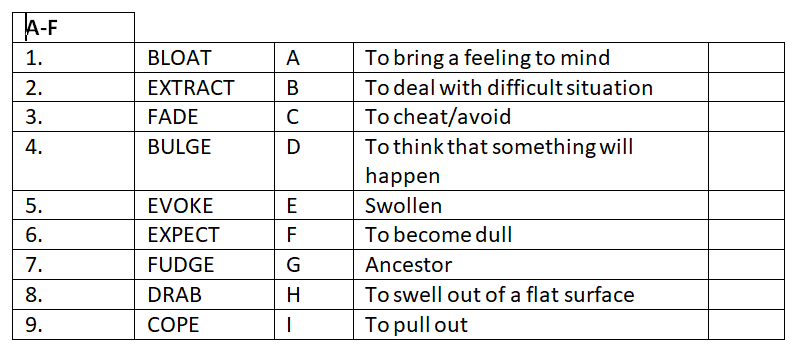 A-F
1. BLOAT A To bring a feeling to mind
2. EXTRACT B To deal with difficult situation
3. FADE C To cheat/avoid
4. BULGE D To think that something will
happen
5. EVOKE E Swollen
6. EXPECT F To become dull
7. FUDGE G Ancestor
8. DRAB H To swell out of a flat surface
9. COPE I To pull out